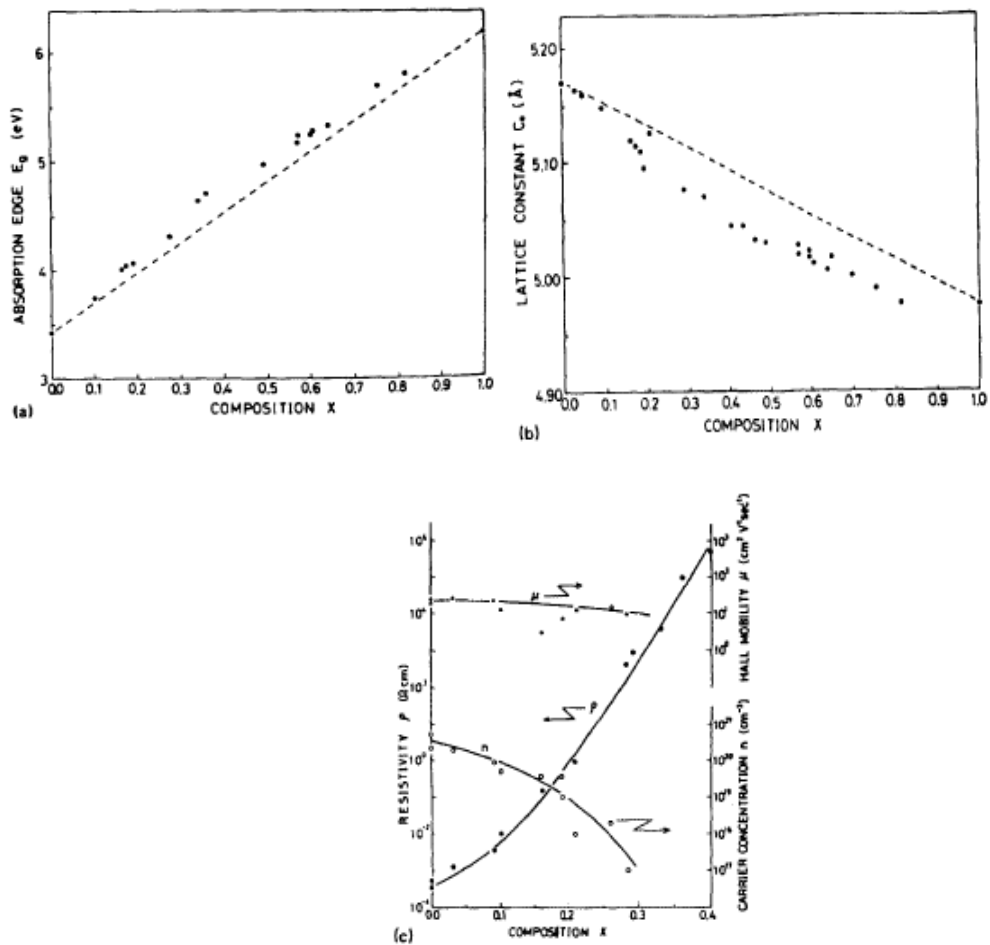 ABSORPTION EDGE Eg (eV)
6
5
4
3
0.0 0.1 0.2 0.3 0.4 0.5 0.6 0.7 0.8 0.9 1.0
COMPOSITION X
(a)
LATTICE CONSTANT C₀ (Å)
5.20
5.10
5.00
4.90
0.0 0.1 0.2 0.3 0.4 0.5 0.6 0.7 0.8 0.9 1.0
COMPOSITION X
(b)
RESISTIVITY ρ (Ωcm)
μ
ρ
n
HALL MOBILITY μ (cm² V⁻¹sec⁻¹)
CARRIER CONCENTRATION n (cm⁻³)
0.0 0.1 0.2 0.3 0.4
COMPOSITION X
(c)